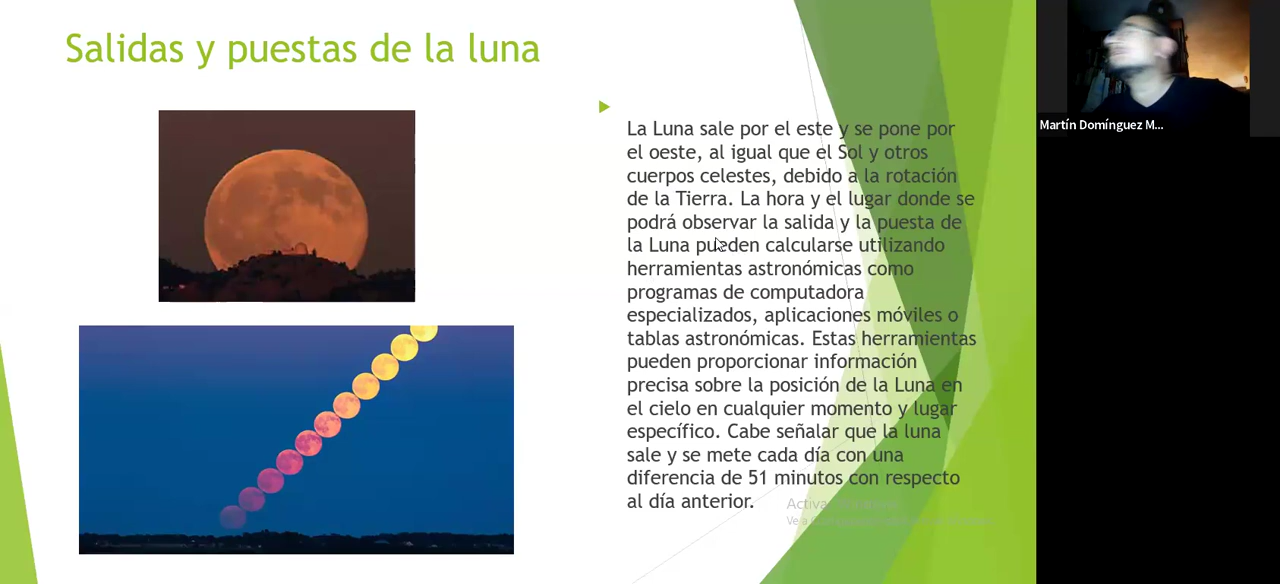 Salidas y puestas de la luna
La Luna sale por el este y se pone por
el oeste, al igual que el Sol y otros
cuerpos celestes, debido a la rotación
de la Tierra. La hora y el lugar donde se
podrá observar la salida y la puesta de
la Luna pueden calcularse utilizando
herramientas astronómicas como
programas de computadora
especializados, aplicaciones móviles o
tablas astronómicas. Estas herramientas
pueden proporcionar información
precisa sobre la posición de la Luna en
el cielo en cualquier momento y lugar
específico. Cabe señalar que la luna
sale y se mete cada día con una
diferencia de 51 minutos con respecto
al día anterior.
Martín Domínguez M...